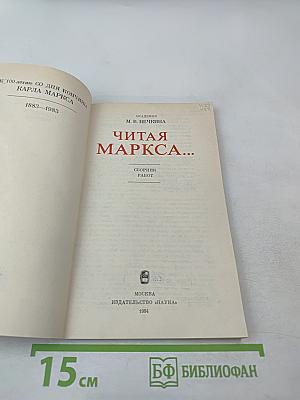 К 100-летию СО ДНЯ КОНЧИНЫ
КАРЛА МАРКСА
1883—1983
АКАДЕМИК
М. В. НЕЧКИНА
ЧИТАЯ
МАРКСА...
СБОРНИК
РАБОТ
МОСКВА
ИЗДАТЕЛЬСТВО «НАУКА»
1984
15 см
БФ БИБЛИОФАН